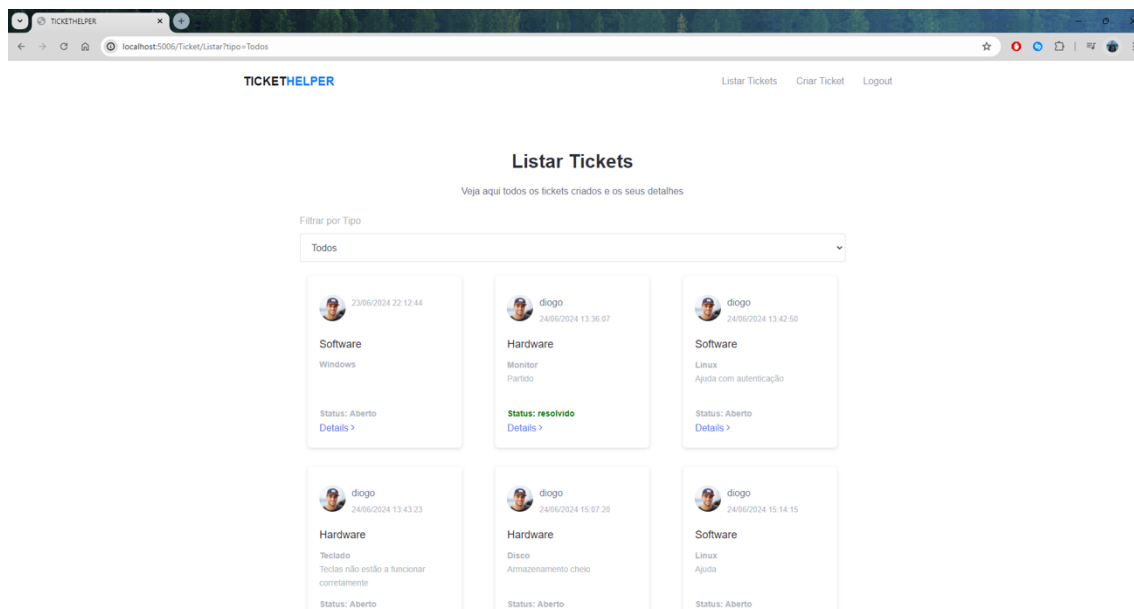 TICKETHELPER
localhost:5006/Ticket/Listar?tipo=Todos
TICKETHELPER
Listar Tickets
Criar Ticket
Logout
Listar Tickets
Veja aqui todos os tickets criados e os seus detalhes
Filtrar por Tipo
Todos
23/06/2024 22:12:44
Software
Windows
Status: Aberto
Details >
diogo
24/06/2024 13:36:07
Hardware
Monitor
Partido
Status: resolvido
Details >
diogo
24/06/2024 13:42:50
Software
Linux
Ajuda com autenticação
Status: Aberto
Details >
diogo
24/06/2024 13:43:23
Hardware
Teclado
Teclas não estão a funcionar
corretamente
Status: Aberto
diogo
24/06/2024 15:07:20
Hardware
Disco
Armazenamento cheio
Status: Aberto
diogo
24/06/2024 15:14:15
Software
Linux
Ajuda
Status: Aberto